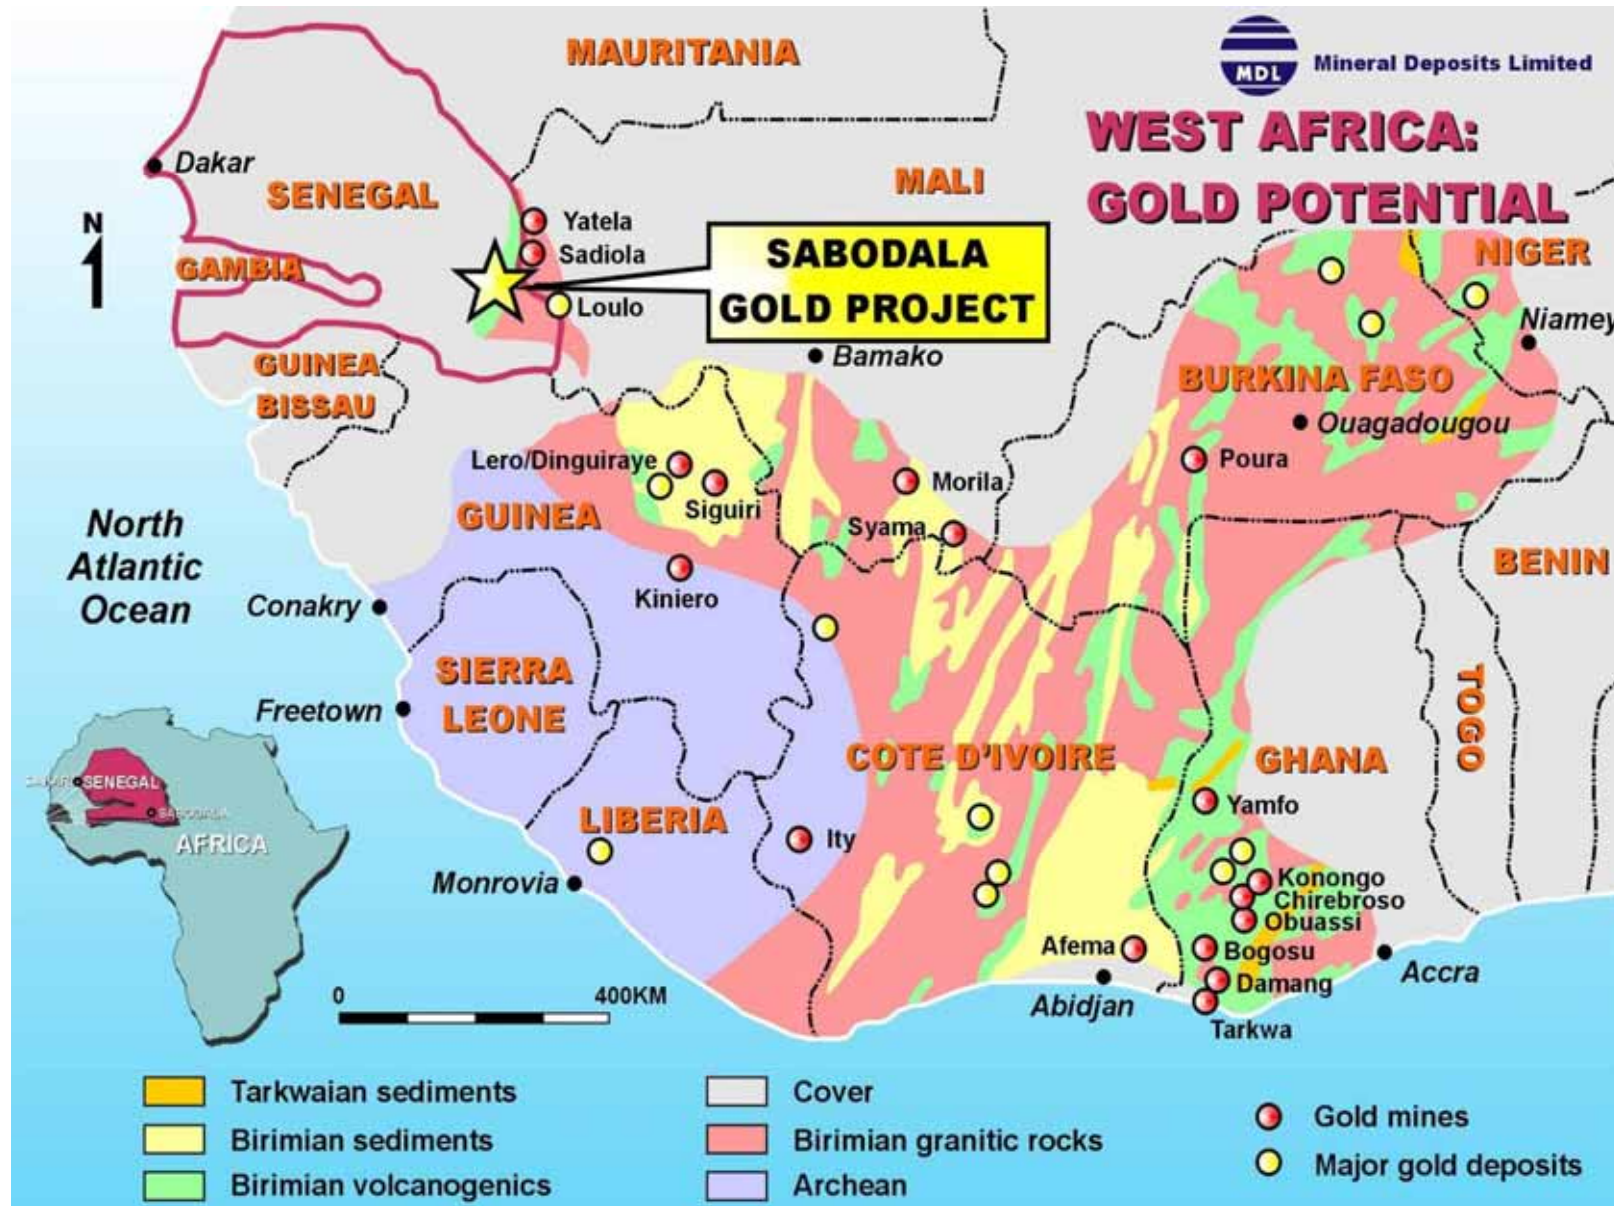 MAURITANIA
MDL
Mineral Deposits Limited
WEST AFRICA:
GOLD POTENTIAL
Dakar
SENEGAL
MALI
N
Yatela
Sadiola
SABODALA
GOLD PROJECT
NIGER
GAMBIA
Loulo
Niamey
Bamako
GUINEA
BISSAU
BURKINA FASO
Ouagadougou
Lero/Dinguiraye
Poura
Morila
Siguiri
GUINEA
Syama
North
Atlantic
Ocean
BENIN
Conakry
Kiniero
SIERRA
LEONE
Freetown
TOGO
COTE D'IVOIRE
GHANA
DAKAR
SENEGAL
SABODALA
AFRICA
Yamfo
LIBERIA
Ity
Monrovia
Konongo
Chirebroso
Obuassi
Afema
Bogosu
Accra
Damang
0
400KM
Abidjan
Tarkwa
Tarkwaian sediments
Birimian sediments
Birimian volcanogenics
Cover
Birimian granitic rocks
Archean
Gold mines
Major gold deposits